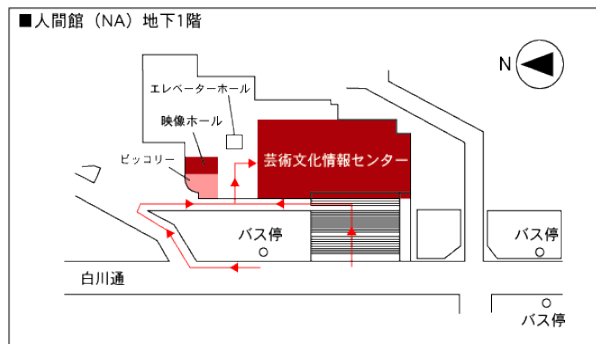 ■人間館（NA）地下1階
N
エレベーターホール
映像ホール
ピッコリー
芸術文化情報センター
バス停
バス停
白川通
バス停